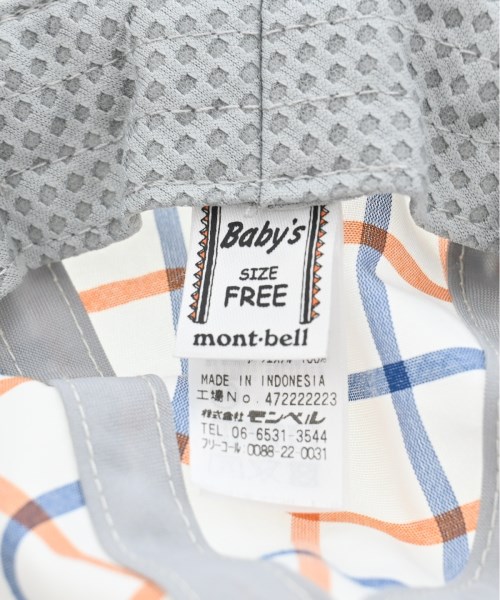 Baby's
SIZE
FREE
mont-bell
MADE IN INDONESIA
工場No. 472222223
株式会社モンベル
TEL 06-6531-3544
フリーコール 0088-22-0031